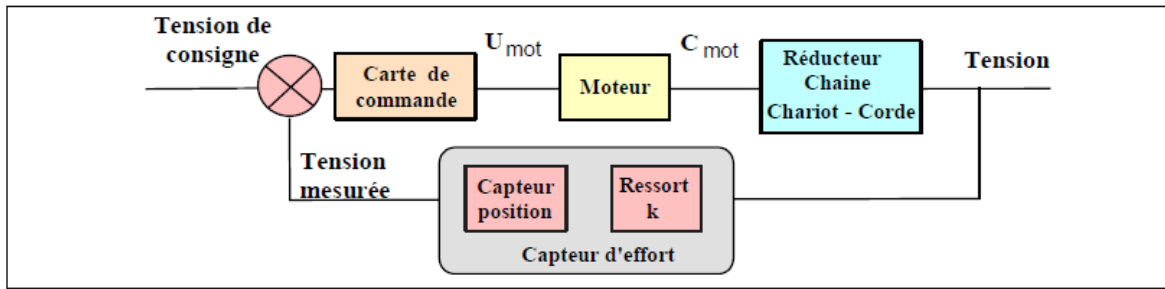 Tension de
consigne
U mot
C mot
Carte de
commande
Moteur
Réducteur
Chaine
Chariot - Corde
Tension
Tension
mesurée
Capteur
position
Ressort
k
Capteur d'effort